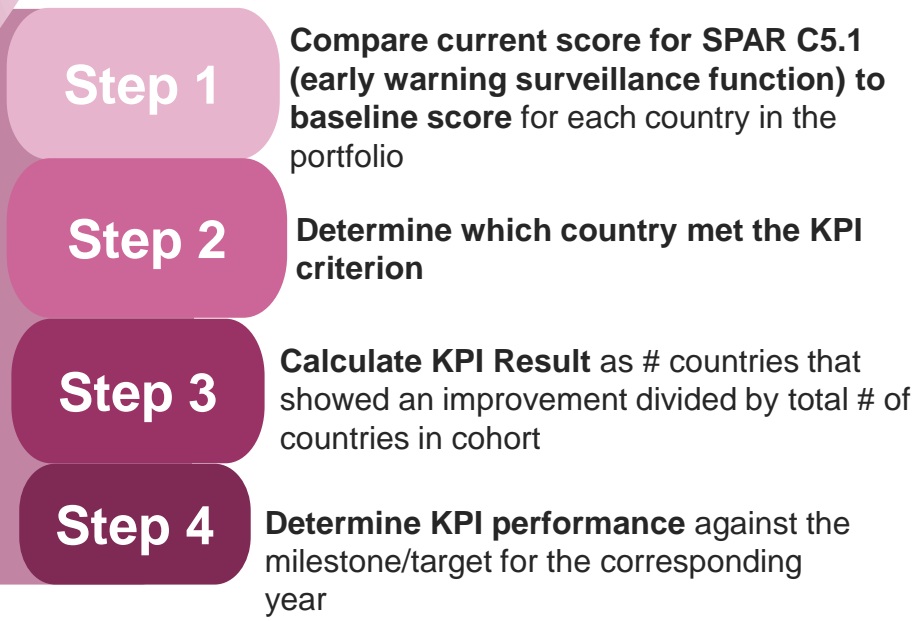 Step 1
Compare current score for SPAR C5.1
(early warning surveillance function) to
baseline score for each country in the
portfolio
Step 2
Determine which country met the KPI
criterion
Step 3
Calculate KPI Result as # countries that
showed an improvement divided by total # of
countries in cohort
Step 4
Determine KPI performance against the
milestone/target for the corresponding
year